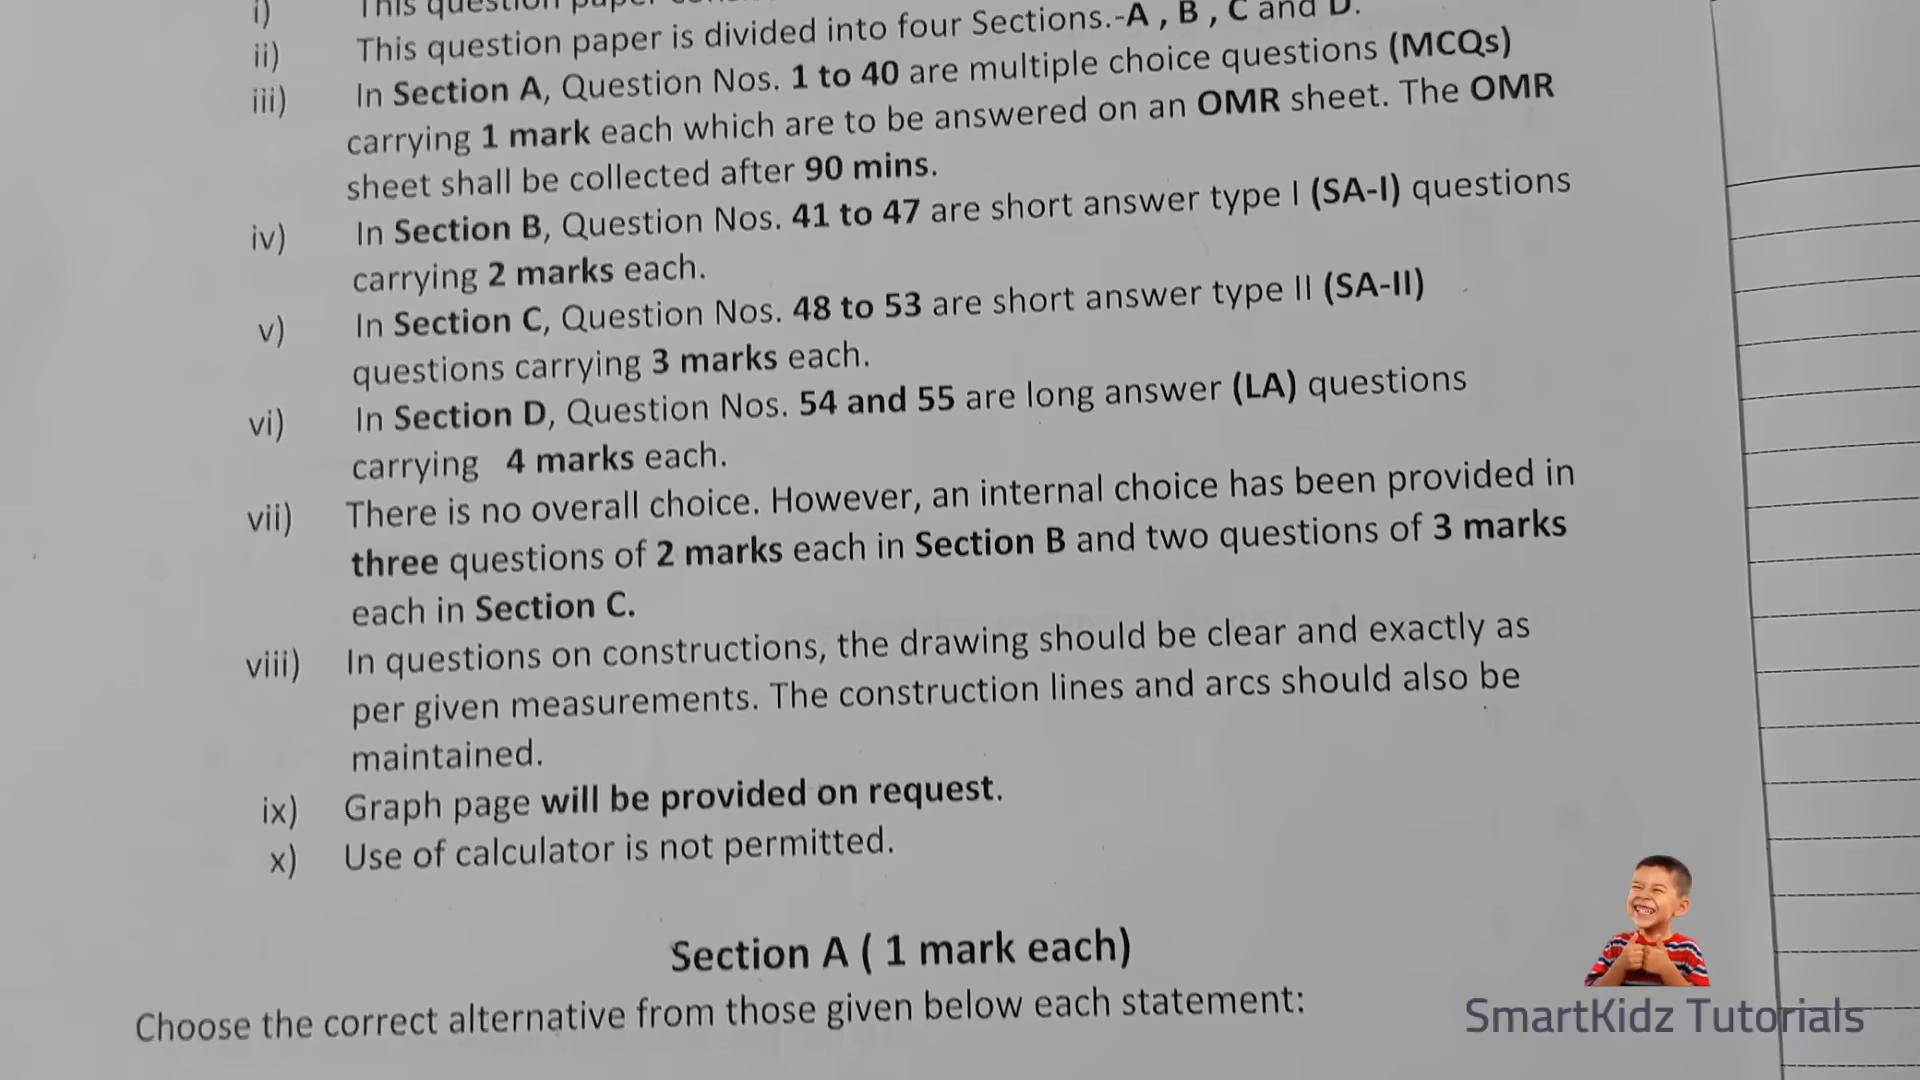 i) This question paper
ii) This question paper is divided into four Sections.-A , B , C and D.
iii) In Section A, Question Nos. 1 to 40 are multiple choice questions (MCQs)
carrying 1 mark each which are to be answered on an OMR sheet. The OMR
sheet shall be collected after 90 mins.
iv) In Section B, Question Nos. 41 to 47 are short answer type I (SA-I) questions
carrying 2 marks each.
v) In Section C, Question Nos. 48 to 53 are short answer type II (SA-II)
questions carrying 3 marks each.
vi) In Section D, Question Nos. 54 and 55 are long answer (LA) questions
carrying 4 marks each.
vii) There is no overall choice. However, an internal choice has been provided in
three questions of 2 marks each in Section B and two questions of 3 marks
each in Section C.
viii) In questions on constructions, the drawing should be clear and exactly as
per given measurements. The construction lines and arcs should also be
maintained.
ix) Graph page will be provided on request.
x) Use of calculator is not permitted.
Section A ( 1 mark each)
Choose the correct alternative from those given below each statement:
SmartKidz Tutorials